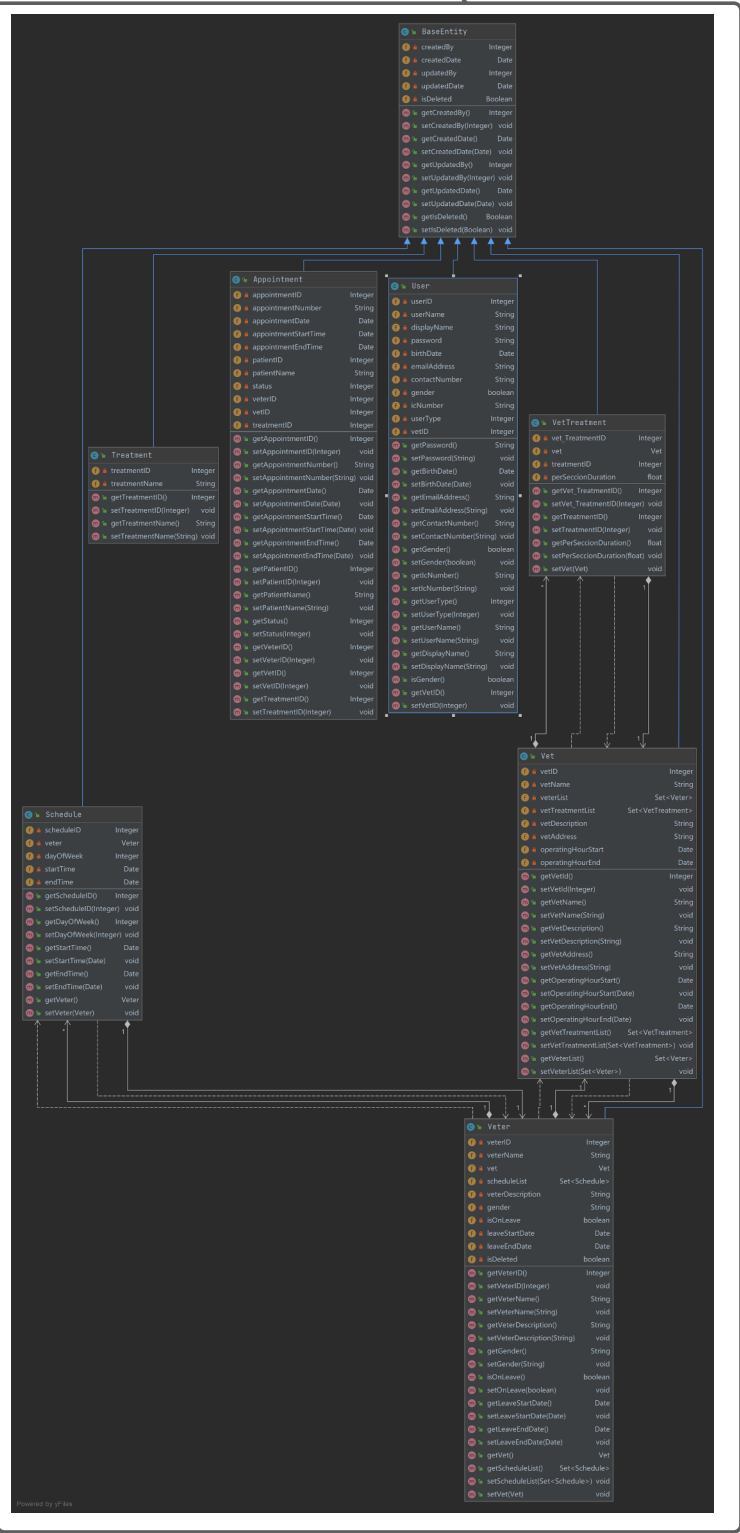 BaseEntity
createdBy Integer
createdDate Date
updatedBy Integer
updatedDate Date
isDeleted Boolean
getCreatedBy() Integer
setCreatedBy(Integer) void
getCreatedDate() Date
setCreatedDate(Date) void
getUpdatedBy() Integer
setUpdatedBy(Integer) void
getUpdatedDate() Date
setUpdatedDate(Date) void
getIsDeleted() Boolean
setIsDeleted(Boolean) void
Appointment
appointmentID Integer
appointmentNumber String
appointmentDate Date
appointmentStartTime Date
appointmentEndTime Date
patientID Integer
patientName String
status Integer
veterID Integer
vetID Integer
treatmentID Integer
getAppointmentID() Integer
setAppointmentID(Integer) void
getAppointmentNumber() String
setAppointmentNumber(String) void
getAppointmentDate() Date
setAppointmentDate(Date) void
getAppointmentStartTime() Date
setAppointmentStartTime(Date) void
getAppointmentEndTime() Date
setAppointmentEndTime(Date) void
getPatientID() Integer
setPatientID(Integer) void
getPatientName() String
setPatientName(String) void
getStatus() Integer
setStatus(Integer) void
getVeterID() Integer
setVeterID(Integer) void
getVetID() Integer
setVetID(Integer) void
getTreatmentID() Integer
setTreatmentID(Integer) void
User
userID Integer
userName String
displayName String
password String
birthDate Date
emailAddress String
contactNumber String
gender boolean
icNumber String
userType Integer
vetID Integer
getPassword() String
setPassword(String) void
getBirthDate() Date
setBirthDate(Date) void
getEmailAddress() String
setEmailAddress(String) void
getContactNumber() String
setContactNumber(String) void
getGender() boolean
setGender(boolean) void
getIcNumber() String
setIcNumber(String) void
getUserType() Integer
setUserType(Integer) void
getUserName() String
setUserName(String) void
getDisplayName() String
setDisplayName(String) void
isGender() boolean
getVetID() Integer
setVetID(Integer) void
VetTreatment
vet_TreatmentID Integer
vet Vet
treatmentID Integer
perSeccionDuration float
getVet_TreatmentID() Integer
setVet_TreatmentID(Integer) void
getTreatmentID() Integer
setTreatmentID(Integer) void
getPerSeccionDuration() float
setPerSeccionDuration(float) void
setVet(Vet) void
Treatment
treatmentID Integer
treatmentName String
getTreatmentID() Integer
setTreatmentID(Integer) void
getTreatmentName() String
setTreatmentName(String) void
* 1
1 1
Vet
vetID Integer
vetName String
veterList Set<Veter>
vetTreatmentList Set<VetTreatment>
vetDescription String
vetAddress String
operatingHourStart Date
operatingHourEnd Date
getVetId() Integer
setVetId(Integer) void
getVetName() String
setVetName(String) void
getVetDescription() String
setVetDescription(String) void
getVetAddress() String
setVetAddress(String) void
getOperatingHourStart() Date
setOperatingHourStart(Date) void
getOperatingHourEnd() Date
setOperatingHourEnd(Date) void
getVetTreatmentList() Set<VetTreatment>
setVetTreatmentList(Set<VetTreatment>) void
getVeterList() Set<Veter>
setVeterList(Set<Veter>) void
Schedule
scheduleID Integer
veter Veter
dayOfWeek Integer
startTime Date
endTime Date
getScheduleID() Integer
setScheduleID(Integer) void
getDayOfWeek() Integer
setDayOfWeek(Integer) void
getStartTime() Date
setStartTime(Date) void
getEndTime() Date
setEndTime(Date) void
getVeter() Veter
setVeter(Veter) void
* 1
1 1
1 1
* 1
Veter
veterID Integer
veterName String
vet Vet
scheduleList Set<Schedule>
veterDescription String
gender String
isOnLeave boolean
leaveStartDate Date
leaveEndDate Date
isDeleted boolean
getVeterID() Integer
setVeterID(Integer) void
getVeterName() String
setVeterName(String) void
getVeterDescription() String
setVeterDescription(String) void
getGender() String
setGender(String) void
isOnLeave() boolean
setOnLeave(boolean) void
getLeaveStartDate() Date
setLeaveStartDate(Date) void
getLeaveEndDate() Date
setLeaveEndDate(Date) void
getVet() Vet
getScheduleList() Set<Schedule>
setScheduleList(Set<Schedule>) void
setVet(Vet) void
Powered by yFiles